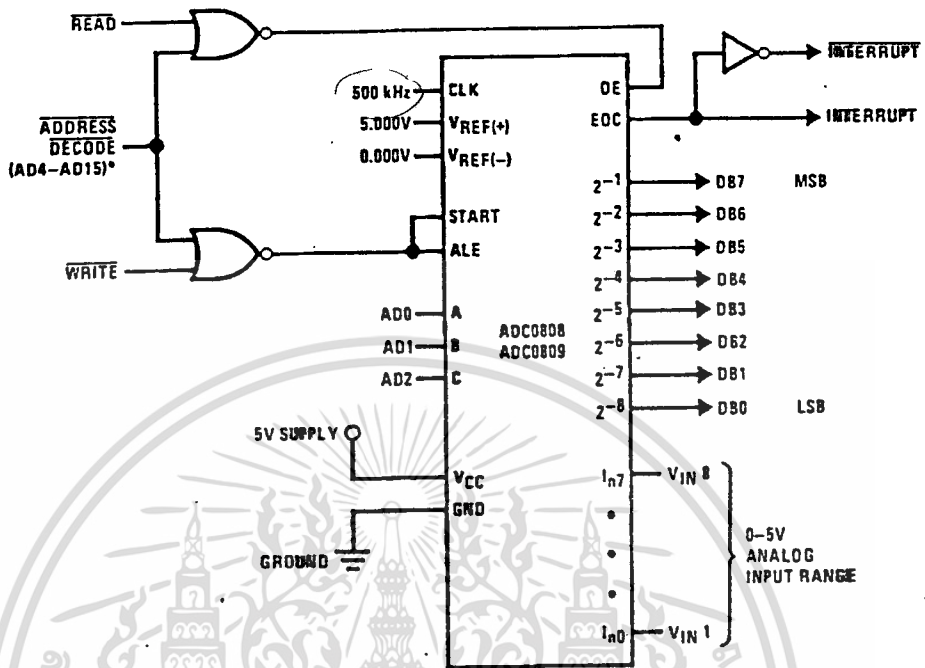 READ
ADDRESS
DECODE
(AD4–AD15)*
WRITE
500 kHz
5.000V
0.000V
AD0
AD1
AD2
5V SUPPLY
GROUND
CLK
VREF(+)
VREF(−)
START
ALE
A
B
C
VCC
GND
ADC0808
ADC0809
OE
EOC
2−1
2−2
2−3
2−4
2−5
2−6
2−7
2−8
In7
In0
INTERRUPT
INTERRUPT
DB7 MSB
DB6
DB5
DB4
DB3
DB2
DB1
DB0 LSB
VIN 8
0–5V
ANALOG
INPUT RANGE
VIN 1